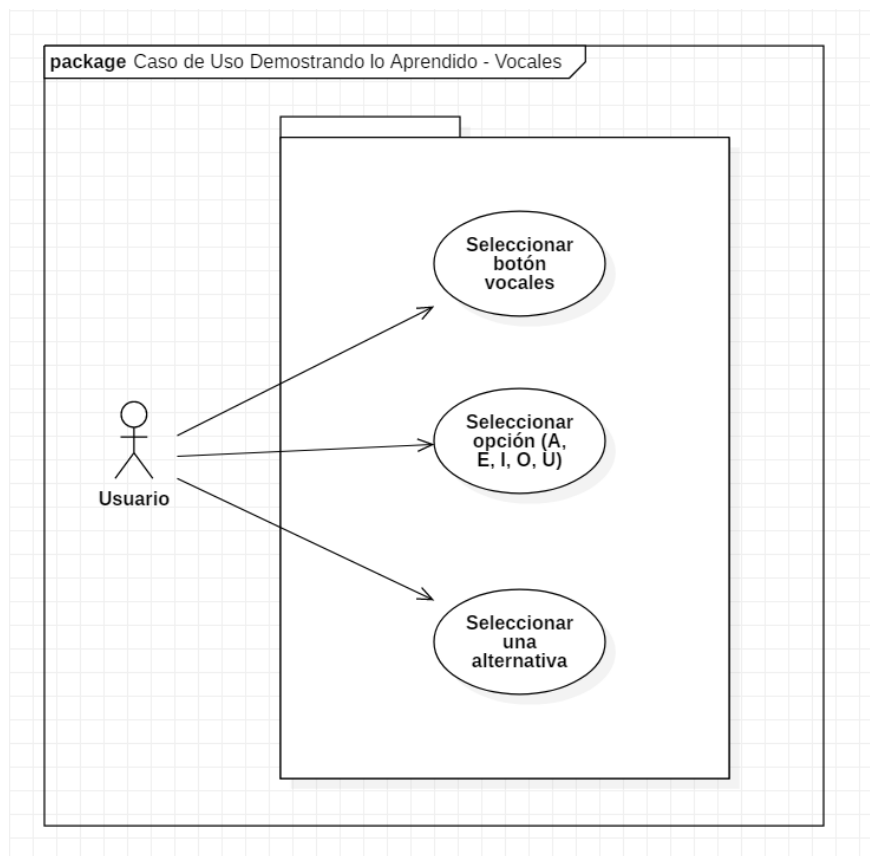 package Caso de Uso Demostrando lo Aprendido - Vocales
Seleccionar
botón
vocales
Seleccionar
opción (A,
E, I, O, U)
Usuario
Seleccionar
una
alternativa